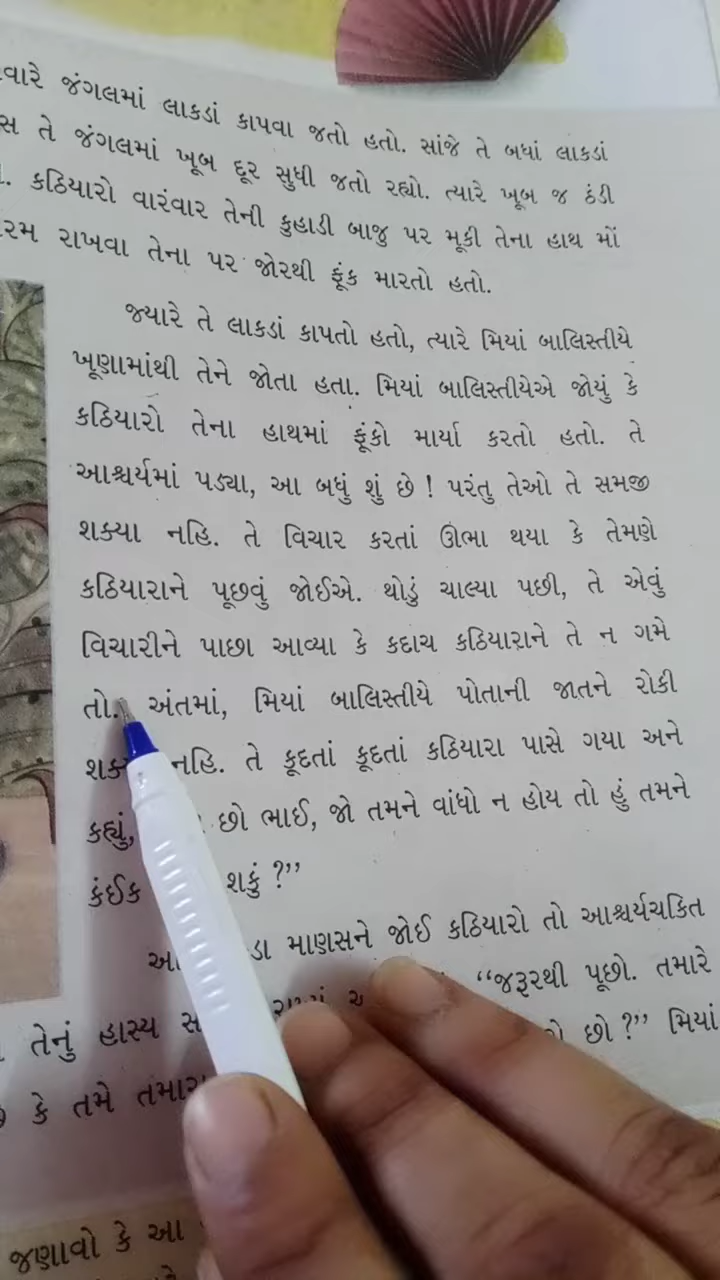 જંગલમાં લાકડાં કાપવા જતો હતો. સાંજે તે બધાં લાકડાં
તે જંગલમાં ખૂબ દૂર સુધી જતો રહ્યો. ત્યારે ખૂબ જ ઠંડી
કઠિયારો વારંવાર તેની કુહાડી બાજુ પર મૂકી તેના હાથ મોં
રાખવા તેના પર જોરથી ફૂંક મારતો હતો.
જ્યારે તે લાકડાં કાપતો હતો, ત્યારે મિયાં બાલિસ્તીયે
ખૂણામાંથી તેને જોતા હતા. મિયાં બાલિસ્તીયેએ જોયું કે
કઠિયારો તેના હાથમાં ફૂંકો માર્યા કરતો હતો. તે
આશ્ચર્યમાં પડ્યા, આ બધું શું છે ! પરંતુ તેઓ તે સમજી
શક્યા નહિ. તે વિચાર કરતાં ઊભા થયા કે તેમણે
કઠિયારાને પૂછવું જોઈએ. થોડું ચાલ્યા પછી, તે એવું
વિચારીને પાછા આવ્યા કે કદાચ કઠિયારાને તે ન ગમે
તો. અંતમાં, મિયાં બાલિસ્તીયે પોતાની જાતને રોકી
નહિ. તે કૂદતાં કૂદતાં કઠિયારા પાસે ગયા અને
કહ્યું, છો ભાઈ, જો તમને વાંધો ન હોય તો હું તમને
કંઈક શકું ?”
માણસને જોઈ કઠિયારો તો આશ્ચર્યચકિત
તેનું હાસ્ય “જરૂરથી પૂછો. તમારે
છો ?” મિયાં
કે તમે
જણાવો કે આ